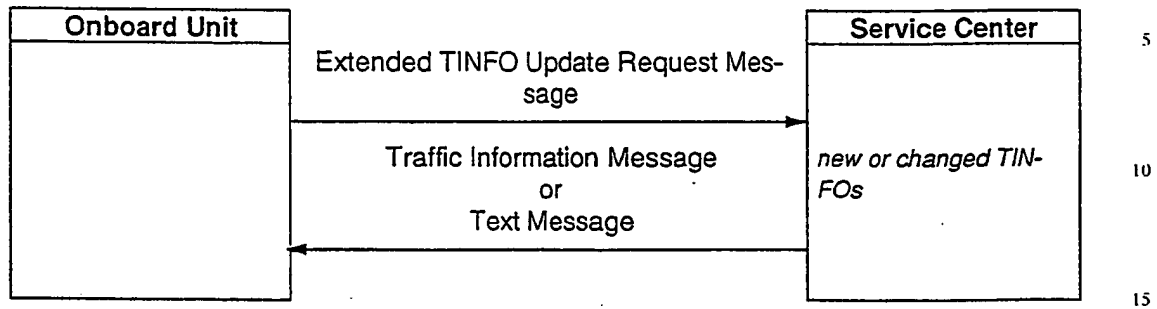 Onboard Unit
Service Center
5
Extended TINFO Update Request Mes-
sage
Traffic Information Message
or
Text Message
new or changed TIN-
FOs
10
15